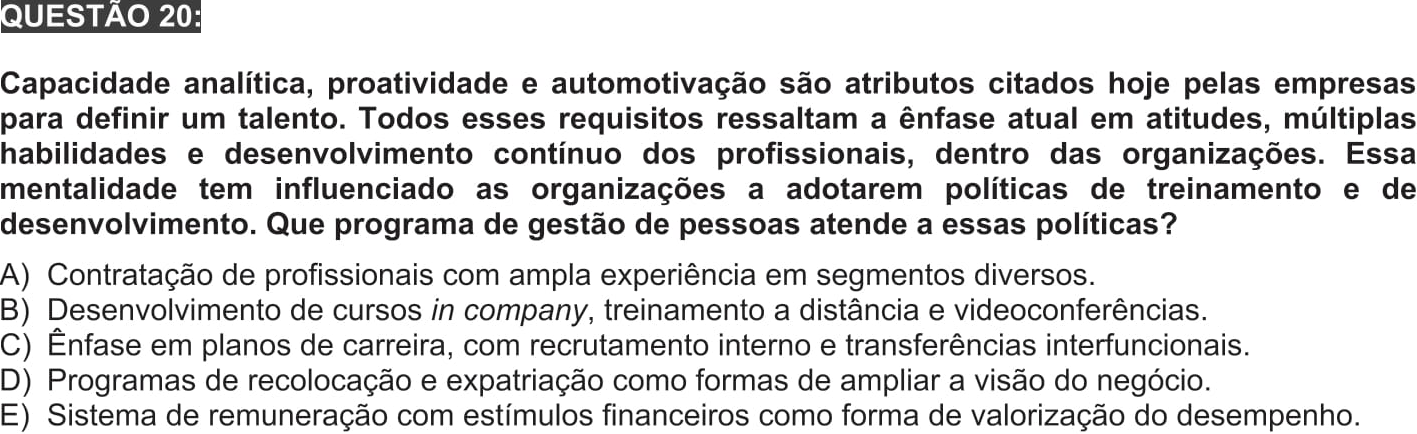 QUESTÃO 20:
Capacidade analítica, proatividade e automotivação são atributos citados hoje pelas empresas
para definir um talento. Todos esses requisitos ressaltam a ênfase atual em atitudes, múltiplas
habilidades e desenvolvimento contínuo dos profissionais, dentro das organizações. Essa
mentalidade tem influenciado as organizações a adotarem políticas de treinamento e de
desenvolvimento. Que programa de gestão de pessoas atende a essas políticas?
A) Contratação de profissionais com ampla experiência em segmentos diversos.
B) Desenvolvimento de cursos in company, treinamento a distância e videoconferências.
C) Ênfase em planos de carreira, com recrutamento interno e transferências interfuncionais.
D) Programas de recolocação e expatriação como formas de ampliar a visão do negócio.
E) Sistema de remuneração com estímulos financeiros como forma de valorização do desempenho.